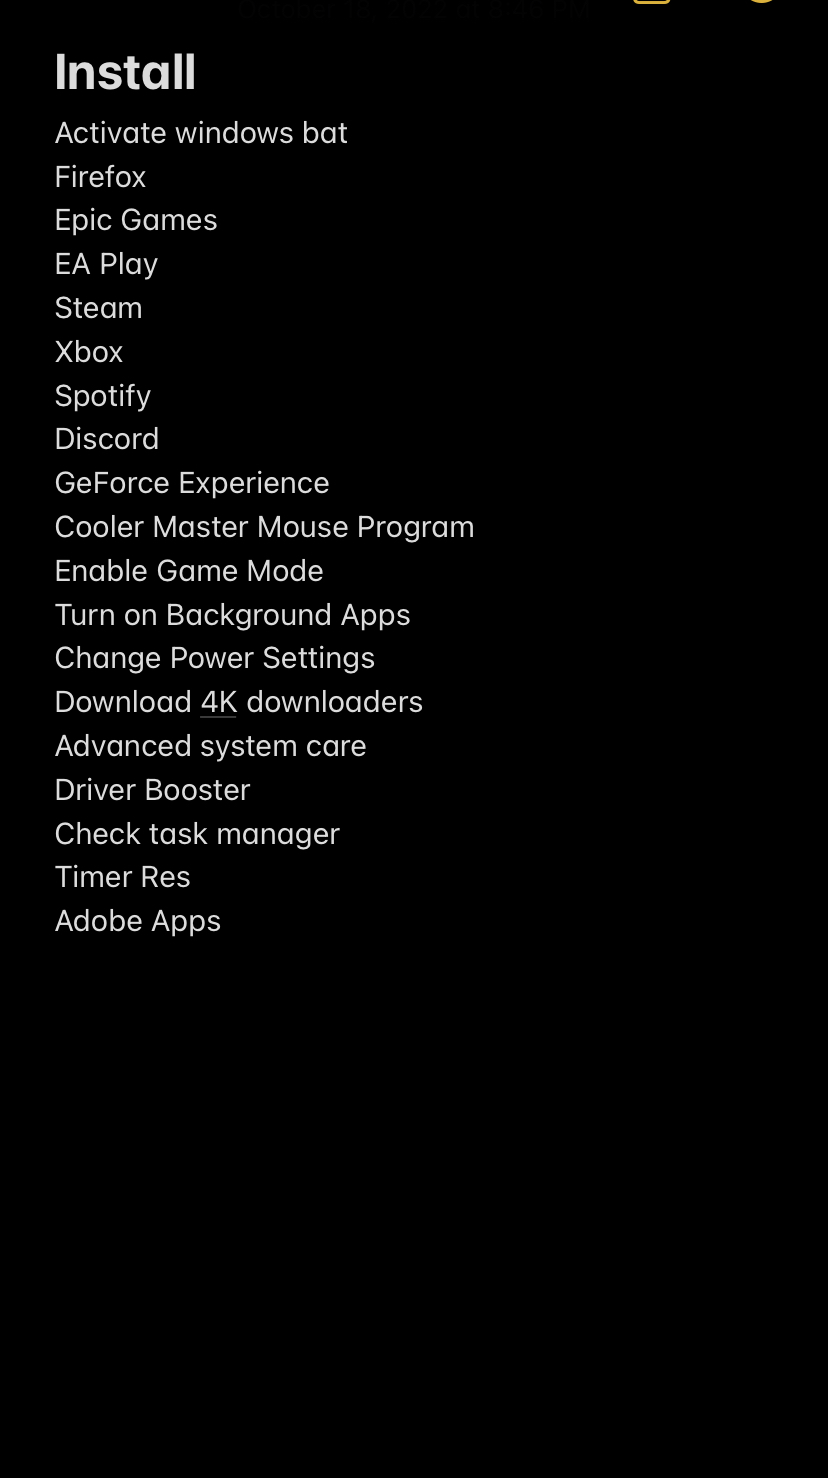 Install
Activate windows bat
Firefox
Epic Games
EA Play
Steam
Xbox
Spotify
Discord
GeForce Experience
Cooler Master Mouse Program
Enable Game Mode
Turn on Background Apps
Change Power Settings
Download 4K downloaders
Advanced system care
Driver Booster
Check task manager
Timer Res
Adobe Apps